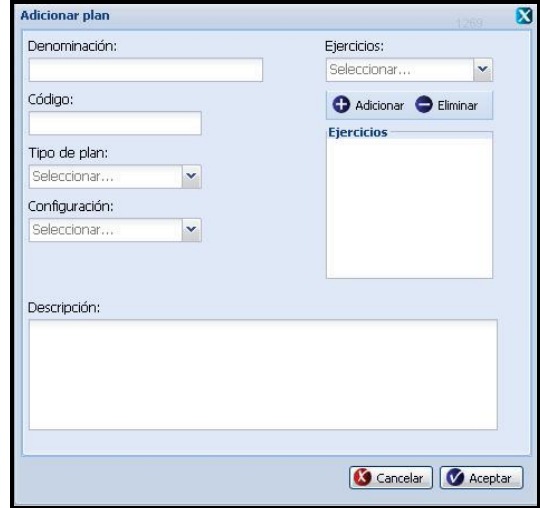 Adicionar plan
1269
Denominación:
Código:
Tipo de plan:
Seleccionar...
Configuración:
Seleccionar...
Ejercicios:
Seleccionar...
Adicionar Eliminar
Ejercicios
Descripción:
Cancelar Aceptar